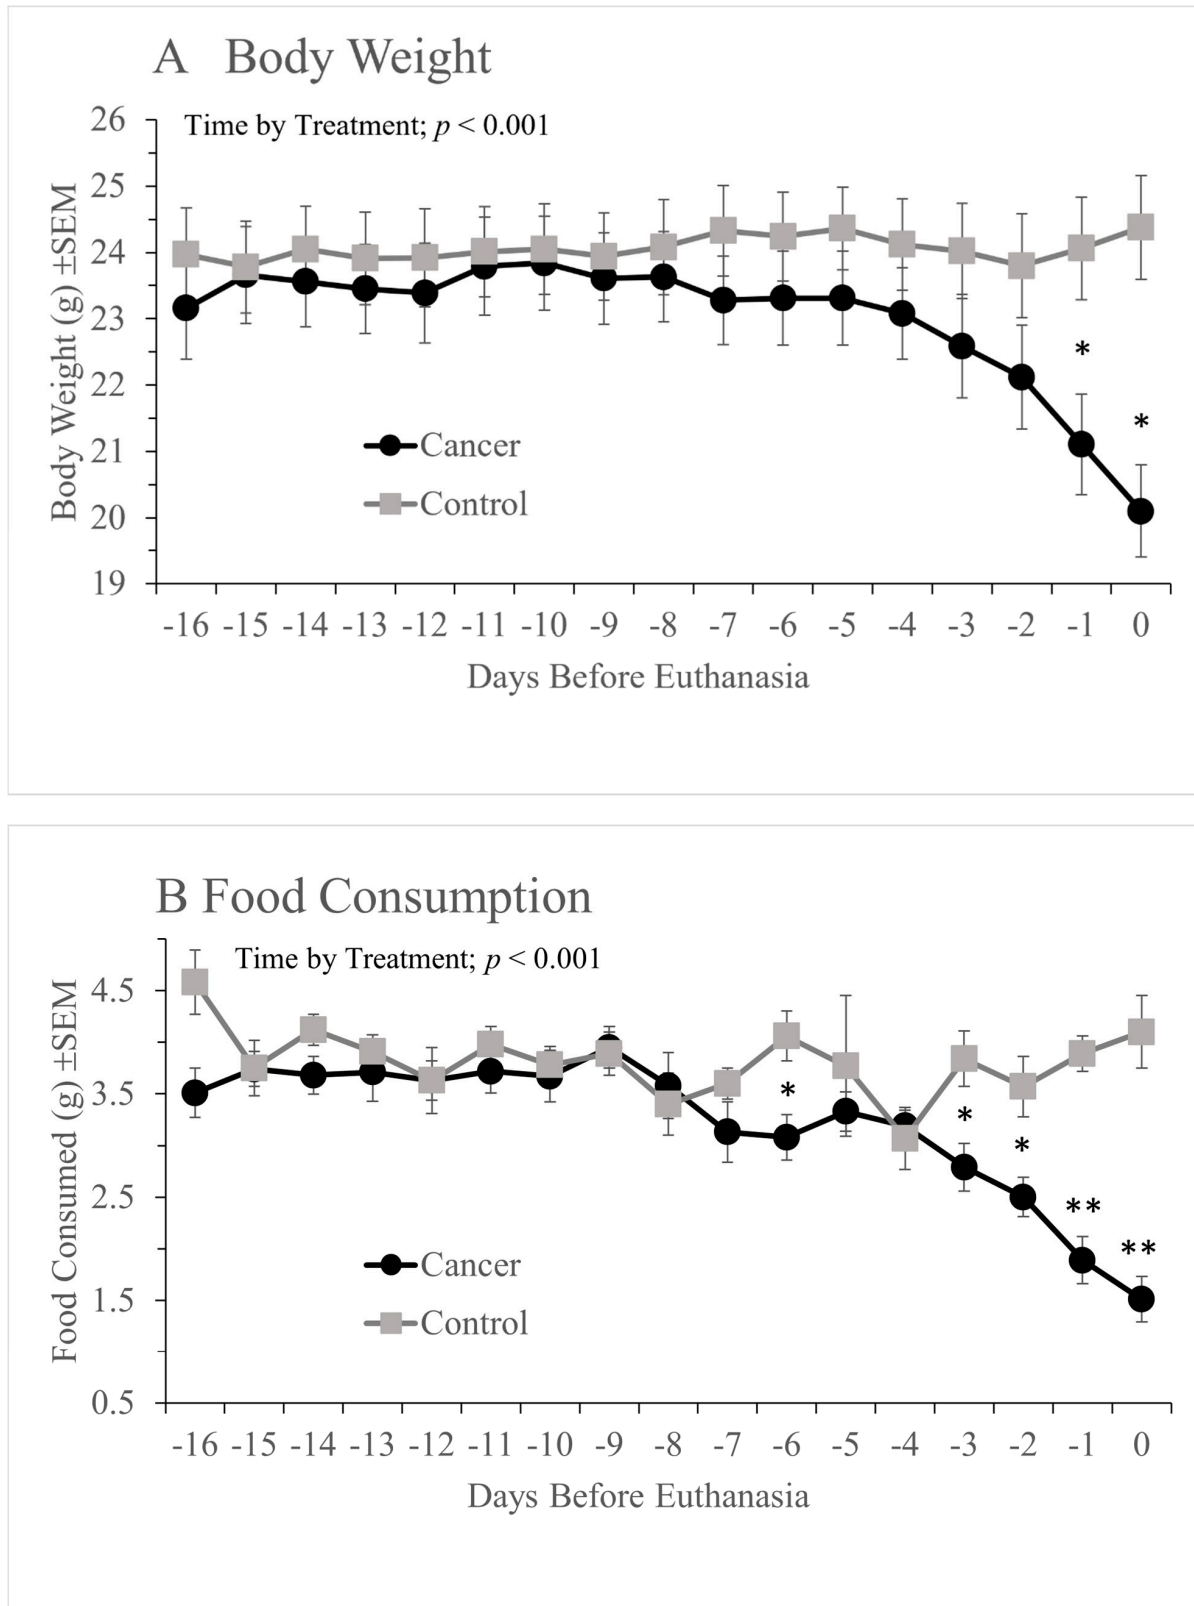 A Body Weight
Time by Treatment; p < 0.001
26
25
24
23
22
21
20
19
Body Weight (g) ±SEM
*
*
Cancer
Control
-16 -15 -14 -13 -12 -11 -10 -9 -8 -7 -6 -5 -4 -3 -2 -1 0
Days Before Euthanasia
B Food Consumption
Time by Treatment; p < 0.001
4.5
3.5
2.5
1.5
0.5
Food Consumed (g) ±SEM
*
*
*
**
**
Cancer
Control
-16 -15 -14 -13 -12 -11 -10 -9 -8 -7 -6 -5 -4 -3 -2 -1 0
Days Before Euthanasia